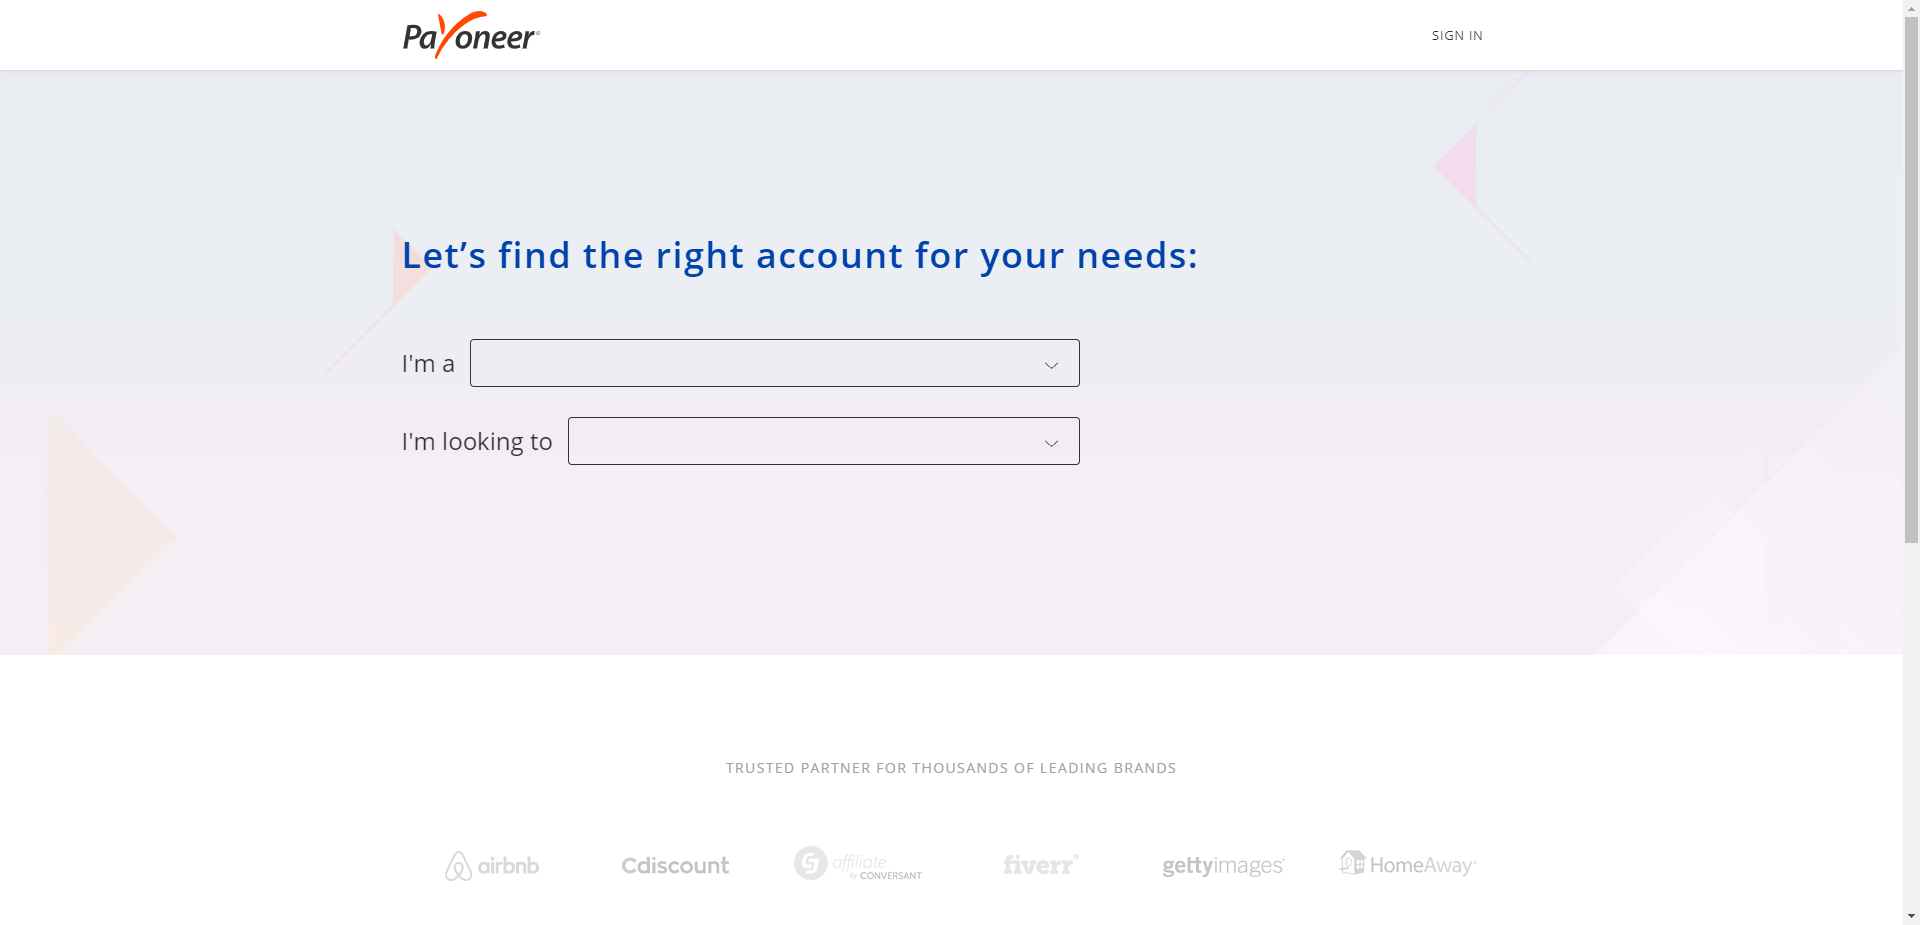 Payoneer®
SIGN IN
Let’s find the right account for your needs:
I'm a
I'm looking to
TRUSTED PARTNER FOR THOUSANDS OF LEADING BRANDS
airbnb
Cdiscount
affiliate
by CONVERSANT
fiverr®
gettyimages®
HomeAway®